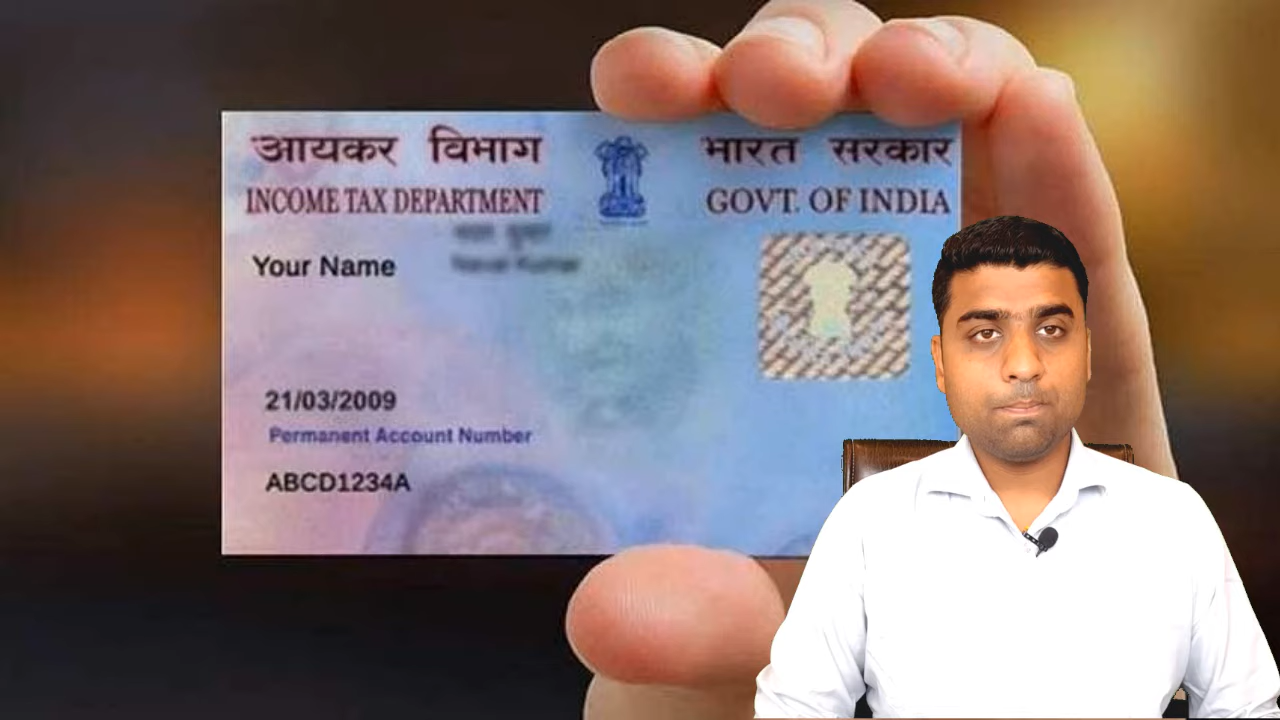 आयकर विभाग
भारत सरकार
INCOME TAX DEPARTMENT
GOVT. OF INDIA
Your Name
21/03/2009
Permanent Account Number
ABCD1234A